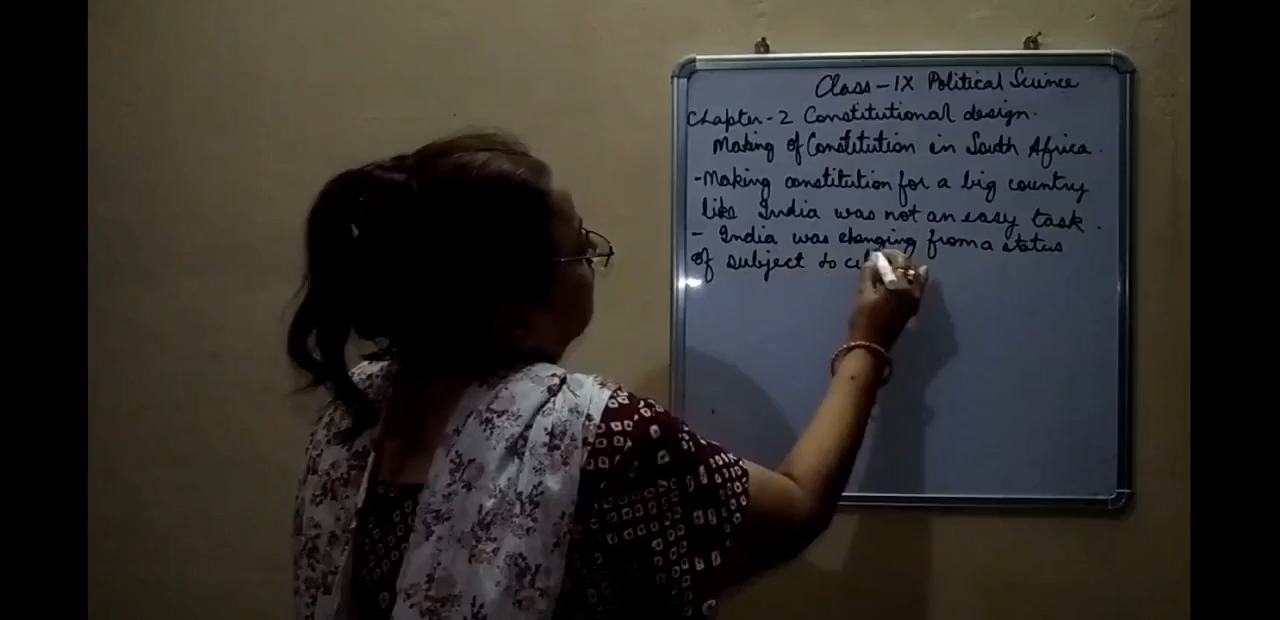 Class - IX Political Science
Chapter - 2 Constitutional design.
Making of Constitution in South Africa.
- Making constitution for a big country
like India was not an easy task.
- India was changing from a status
of subject to